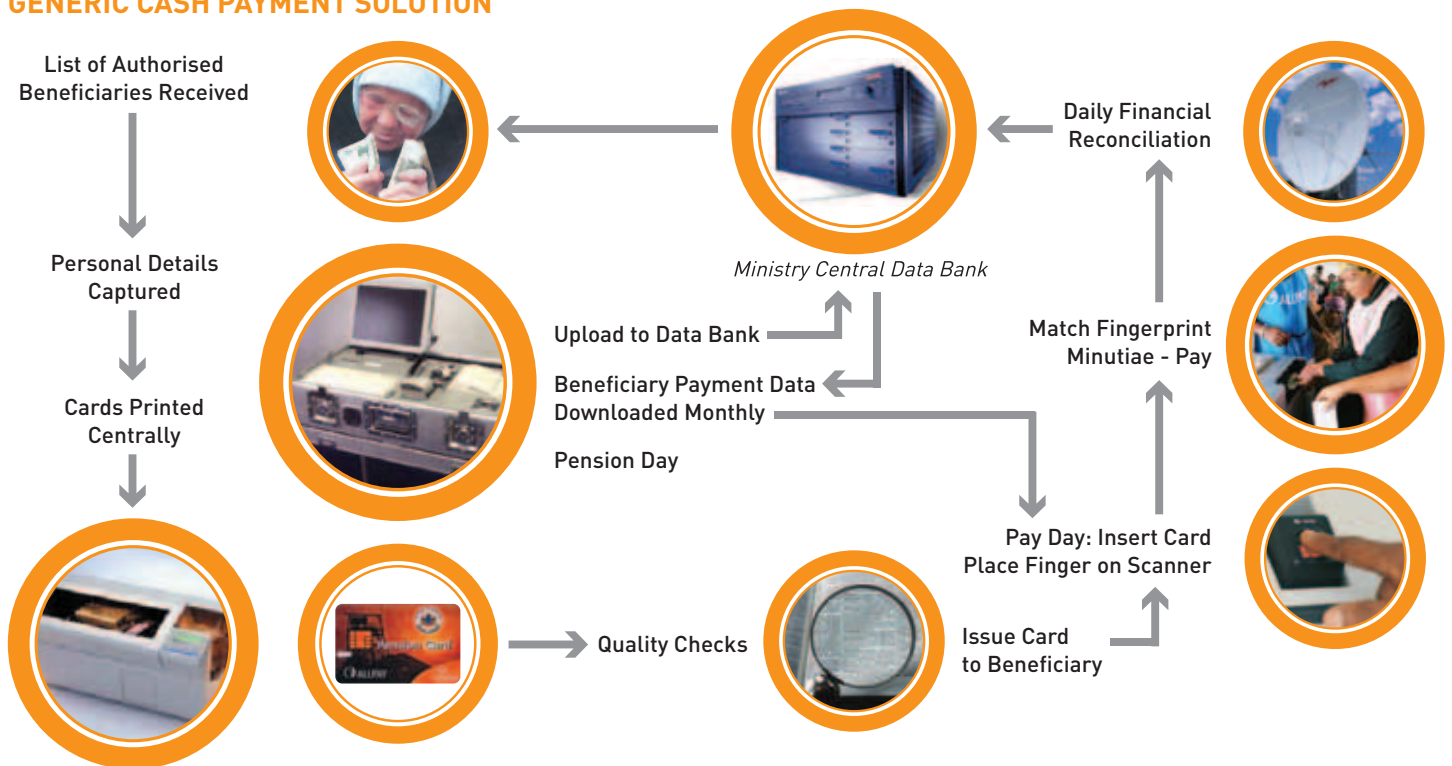 GENERIC CASH PAYMENT SOLUTION
List of Authorised
Beneficiaries Received
Personal Details
Captured
Cards Printed
Centrally
Ministry Central Data Bank
Upload to Data Bank
Beneficiary Payment Data
Downloaded Monthly
Pension Day
Quality Checks
Issue Card
to Beneficiary
Pay Day: Insert Card
Place Finger on Scanner
Match Fingerprint
Minutiae - Pay
Daily Financial
Reconciliation
Pension Card
ALLPAY
ALLPAY